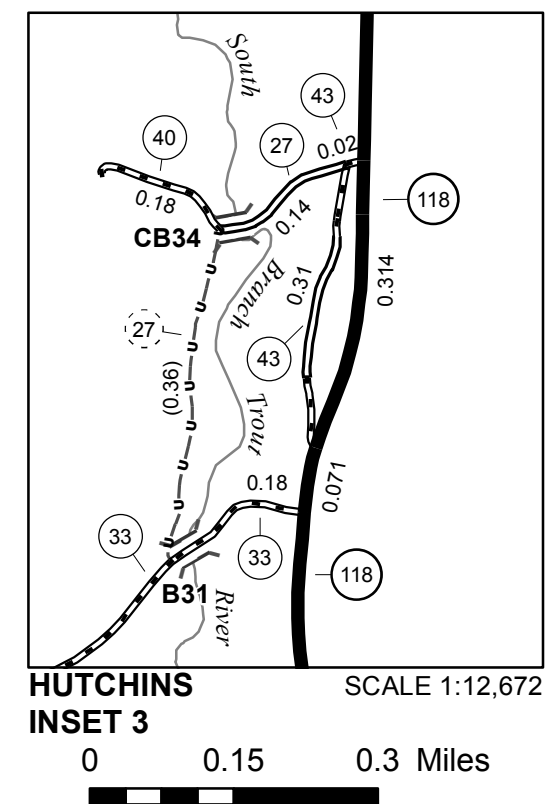 South
43
40
27
0.02
0.18
118
0.14
CB34
Branch
0.31
0.314
27
43
(0.36)
Trout
0.18
0.071
33
33
118
B31
River
HUTCHINS
INSET 3
SCALE 1:12,672
0 0.15 0.3 Miles